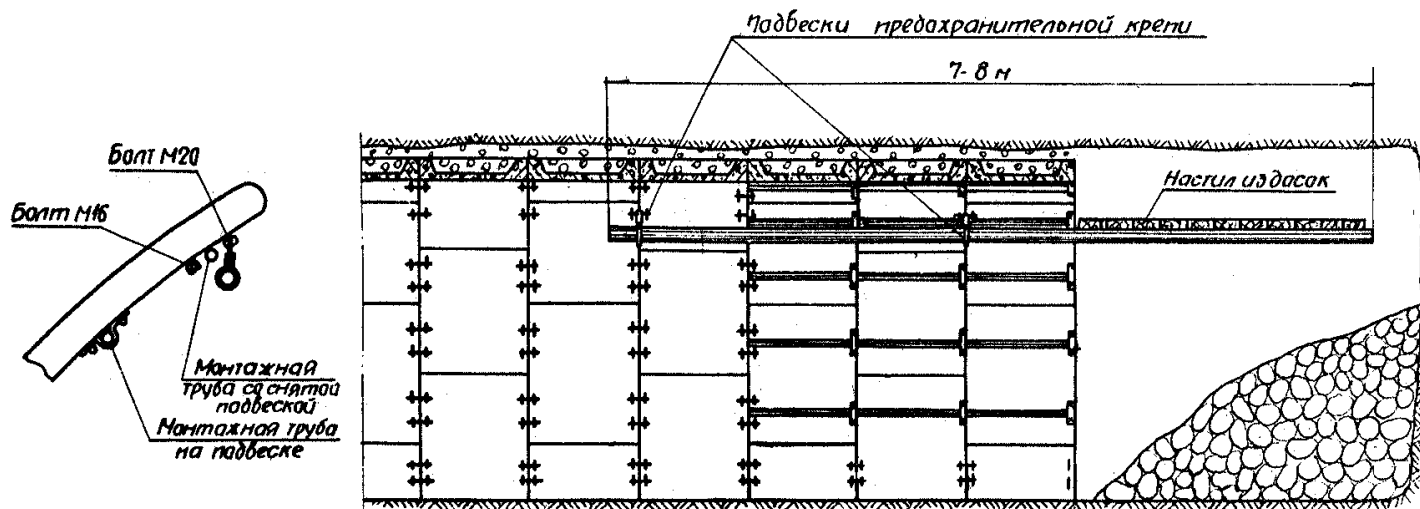 Подвески предохранительной крепи
7-8 м
Болт М20
Болт М16
Настил из досок
Монтажная
труба со снятой
подвеской
Монтажная труба
на подвеске